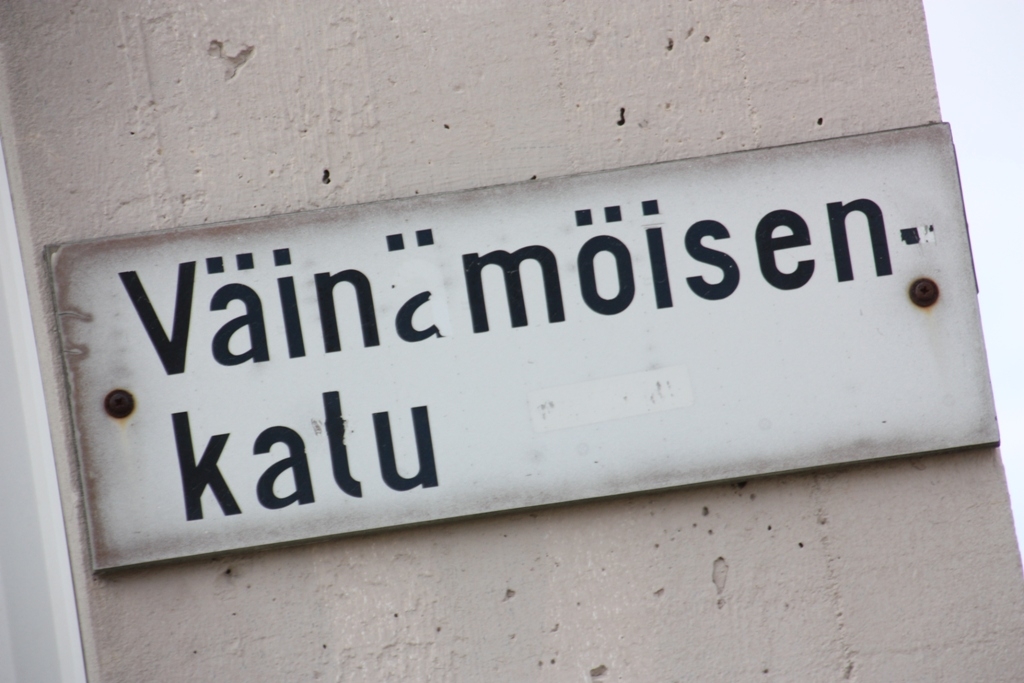 Väinämöisen-
katu